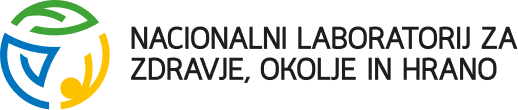 NACIONALNI LABORATORIJ ZA
ZDRAVJE, OKOLJE IN HRANO